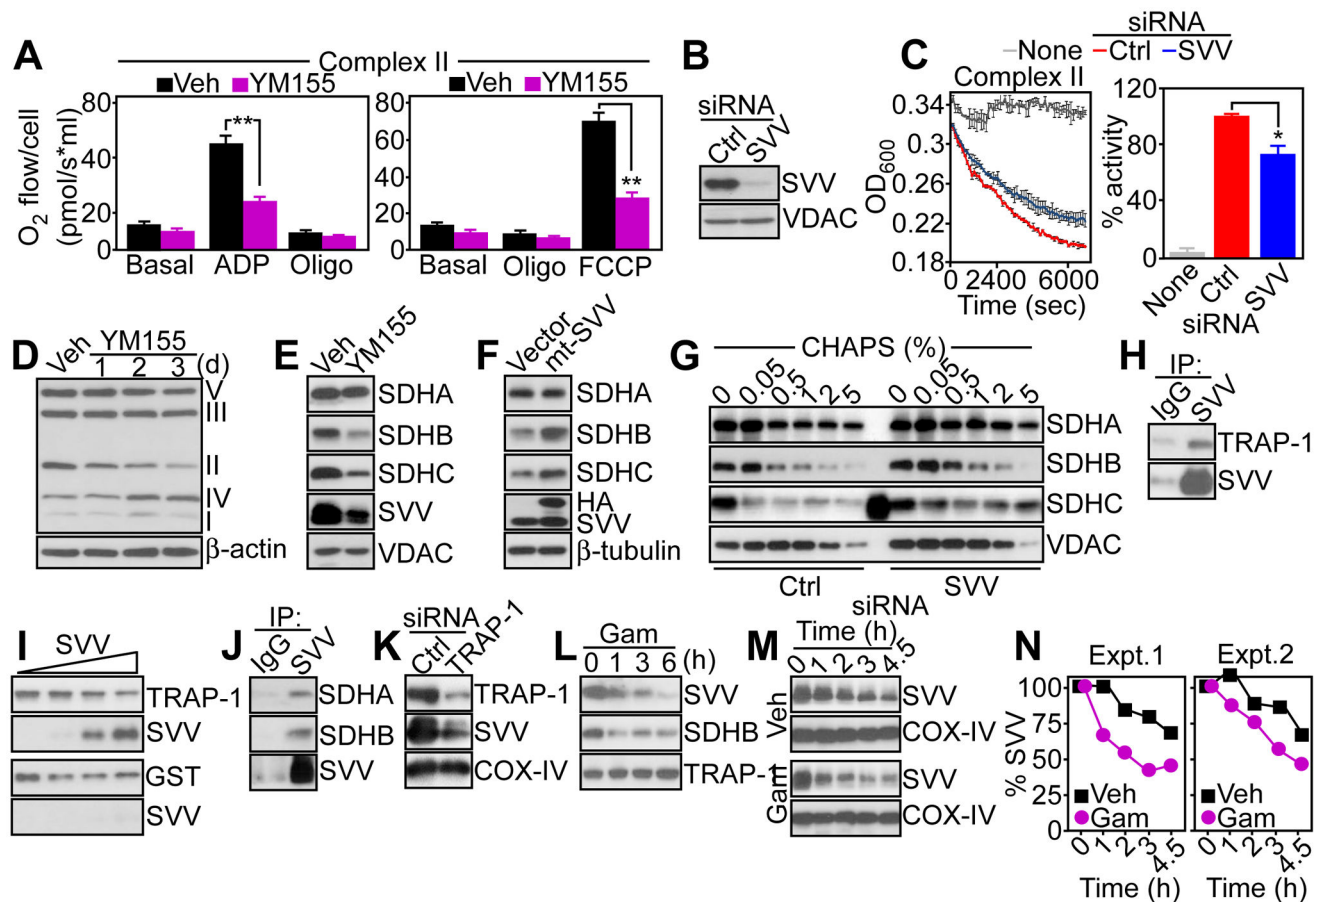 A
Complex II
Veh YM155
Veh YM155
O2 flow/cell
(pmol/s*ml)
80
40
20
0
**
Basal ADP Oligo
80
60
40
20
0
**
Basal Oligo FCCP
B
siRNA
Ctrl SVV
SVV
VDAC
C
siRNA
None Ctrl SVV
Complex II
OD600
0.34
0.3
0.26
0.22
0.18
0 2400 6000
Time (sec)
% activity
120
80
40
0
*
None Ctrl SVV
siRNA
D
Veh YM155
1 2 3 (d)
V
III
II
IV
I
β-actin
E
Veh YM155
SDHA
SDHB
SDHC
SVV
VDAC
F
Vector mt-SVV
SDHA
SDHB
SDHC
HA
SVV
β-tubulin
G
CHAPS (%)
0 0.05 0.5 1 2 5 0 0.05 0.5 1 2 5
SDHA
SDHB
SDHC
VDAC
Ctrl SVV
siRNA
H
IP:
IgG SVV
TRAP-1
SVV
I
SVV
TRAP-1
SVV
GST
SVV
J
IP:
IgG SVV
SDHA
SDHB
SVV
K
siRNA
Ctrl TRAP-1
TRAP-1
SVV
COX-IV
L
Gam
0 1 3 6 (h)
SVV
SDHB
TRAP-1
M
Time (h)
0 1 2 3 4.5
Veh
SVV
COX-IV
Gam
SVV
COX-IV
N
Expt.1 Expt.2
% SVV
100
75
50
25
0
Veh
Gam
Veh
Gam
0 1 2 3 4.5
0 1 2 3 4.5
Time (h) Time (h)